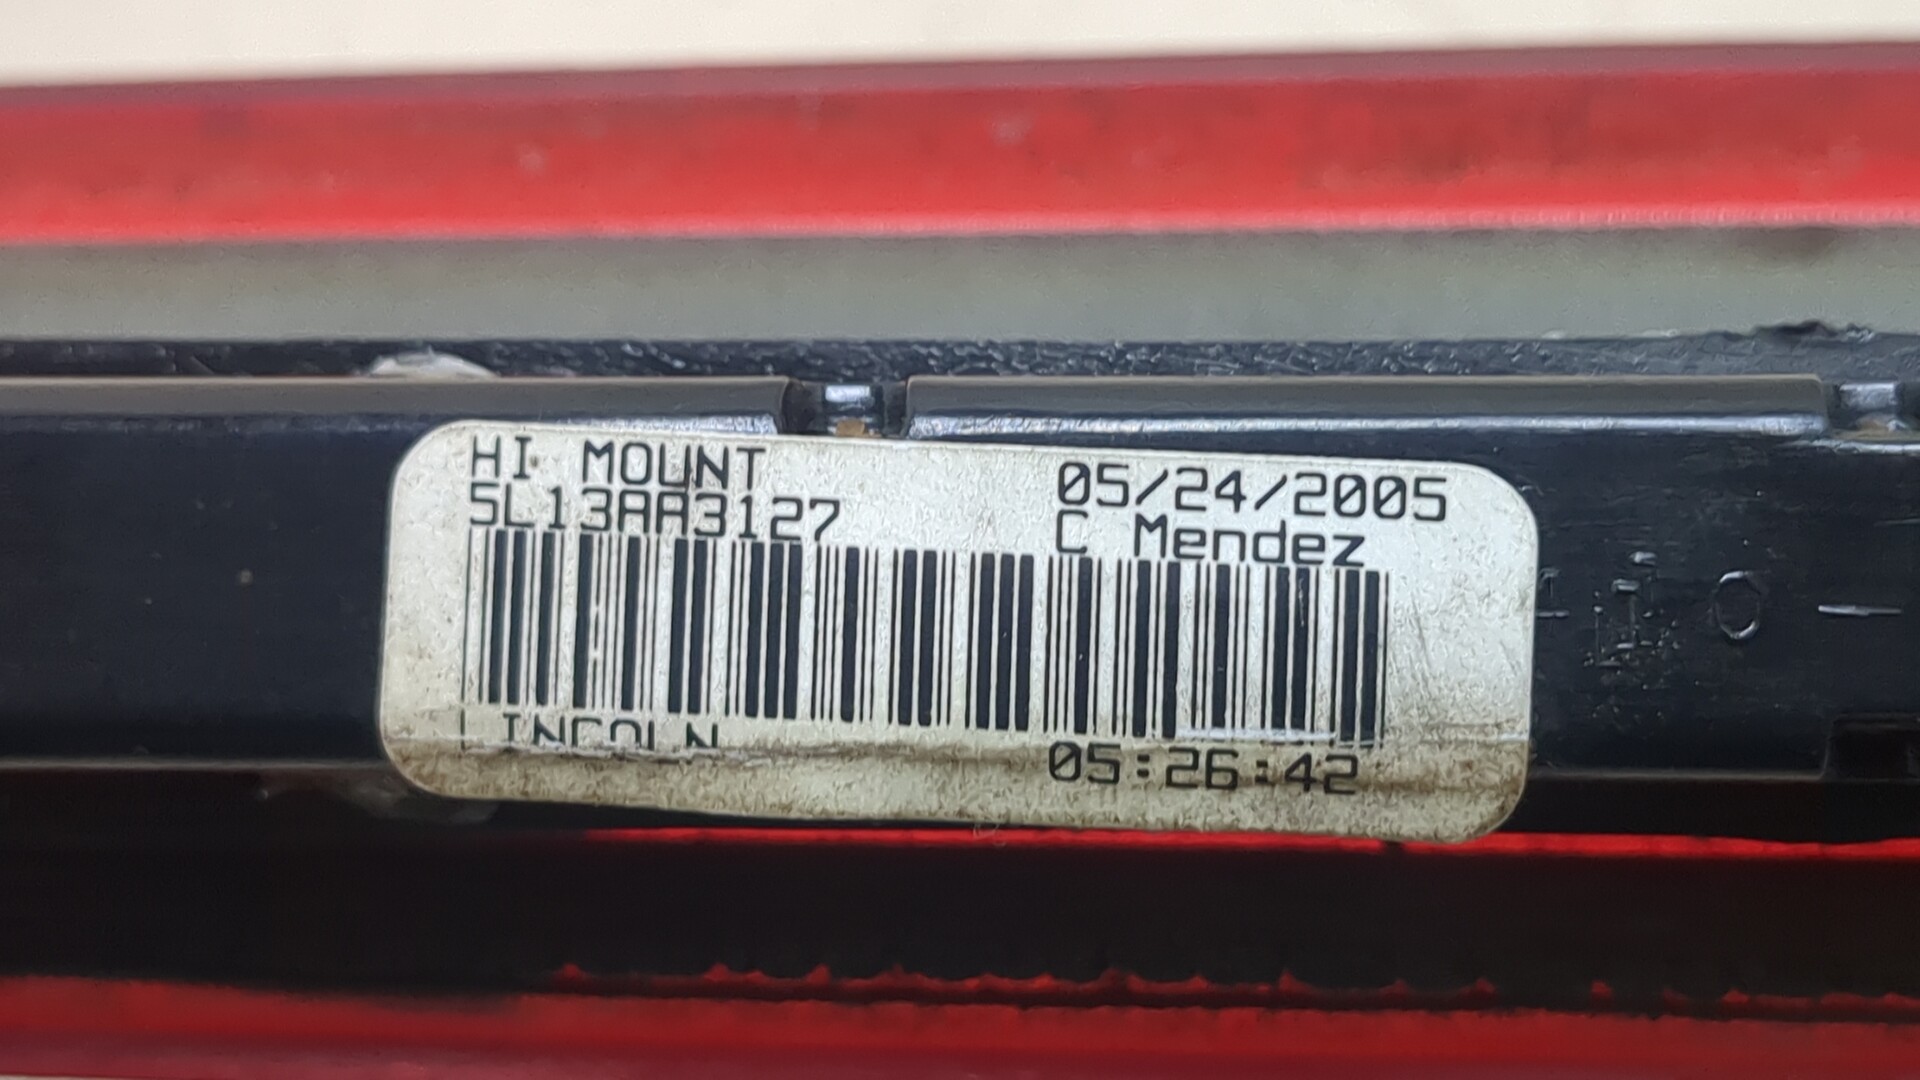 HI MOUNT
5L13AA3127
05/24/2005
C Mendez
LINCOLN
05:26:42